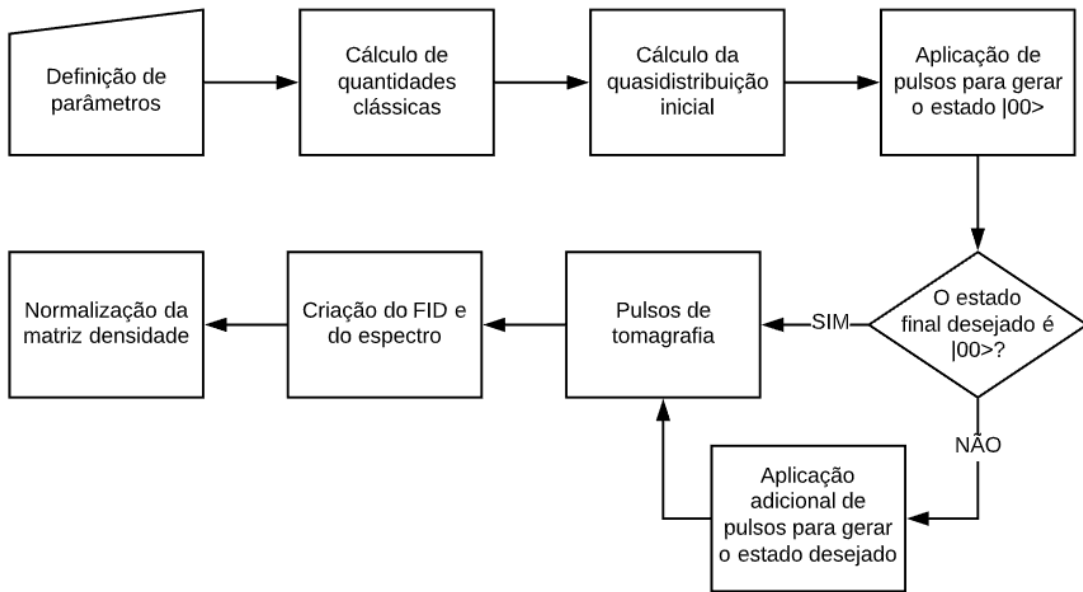 Definição de
parâmetros
Cálculo de
quantidades
clássicas
Cálculo da
quasidistribuição
inicial
Aplicação de
pulsos para gerar
o estado |00>
O estado
final desejado é
|00>?
SIM
NÃO
Pulsos de
tomagrafia
Criação do FID e
do espectro
Normalização da
matriz densidade
Aplicação
adicional de
pulsos para gerar
o estado desejado